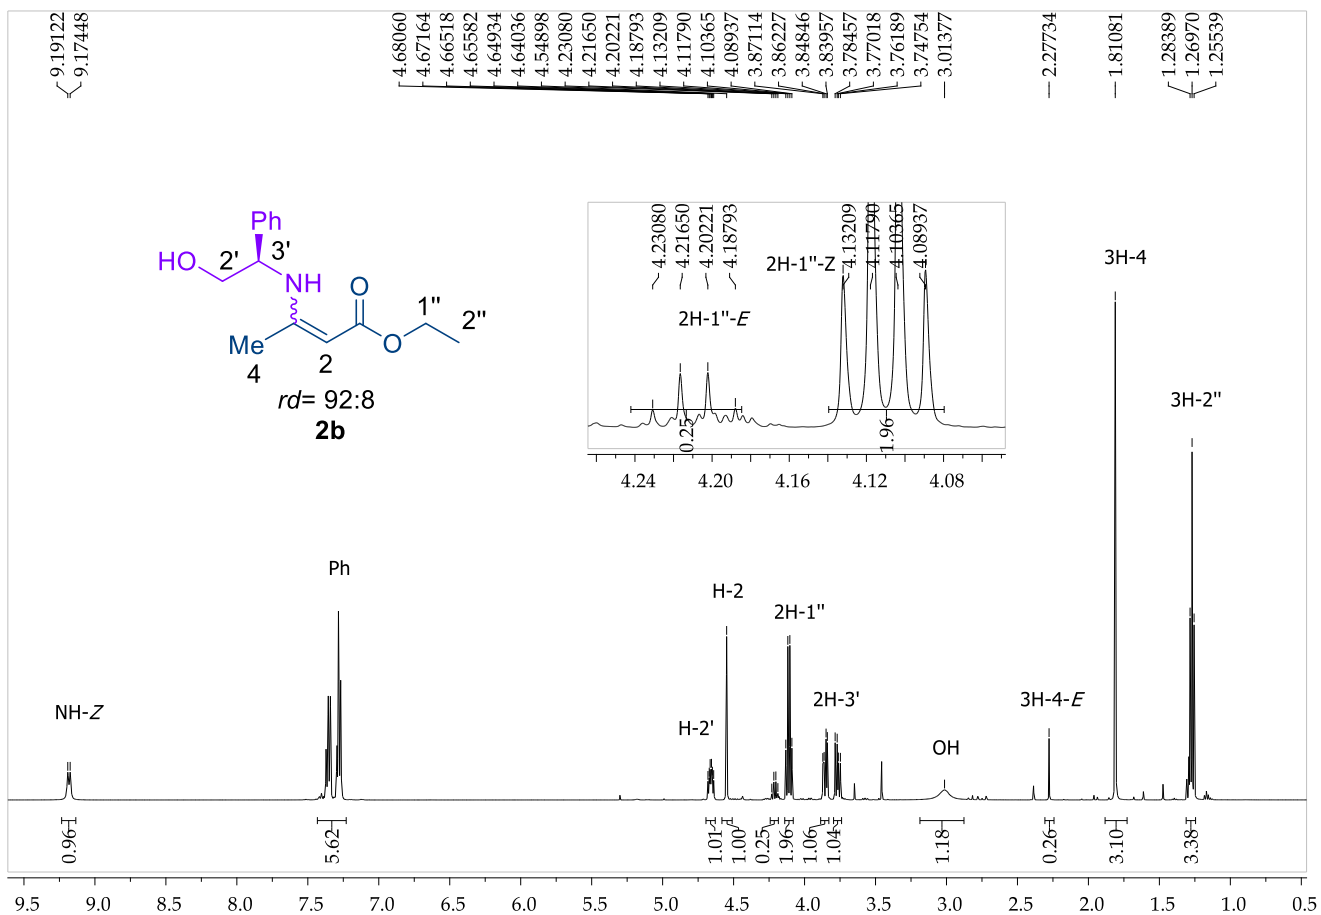 9.19122
9.17448
4.68060
4.67164
4.66518
4.65582
4.64934
4.64036
4.54898
4.23080
4.21650
4.20221
4.18793
4.13209
4.11790
4.10365
4.08937
3.87114
3.86227
3.84846
3.83957
3.78457
3.77018
3.76189
3.74754
3.01377
2.27734
1.81081
1.28389
1.26970
1.25539
Ph
HO
2'
3'
NH
O
1''
2''
Me
O
4
2
rd= 92:8
2b
4.23080
4.21650
4.20221
4.18793
2H-1''-Z
4.13209
4.11790
4.10365
4.08937
2H-1''-E
0.25
1.96
4.24 4.20 4.16 4.12 4.08
3H-4
3H-2''
Ph
H-2
2H-1''
NH-Z
H-2'
2H-3'
OH
3H-4-E
0.96
5.62
1.01
1.00
0.25
1.96
1.06
1.04
1.18
0.26
3.10
3.38
9.5 9.0 8.5 8.0 7.5 7.0 6.5 6.0 5.5 5.0 4.5 4.0 3.5 3.0 2.5 2.0 1.5 1.0 0.5